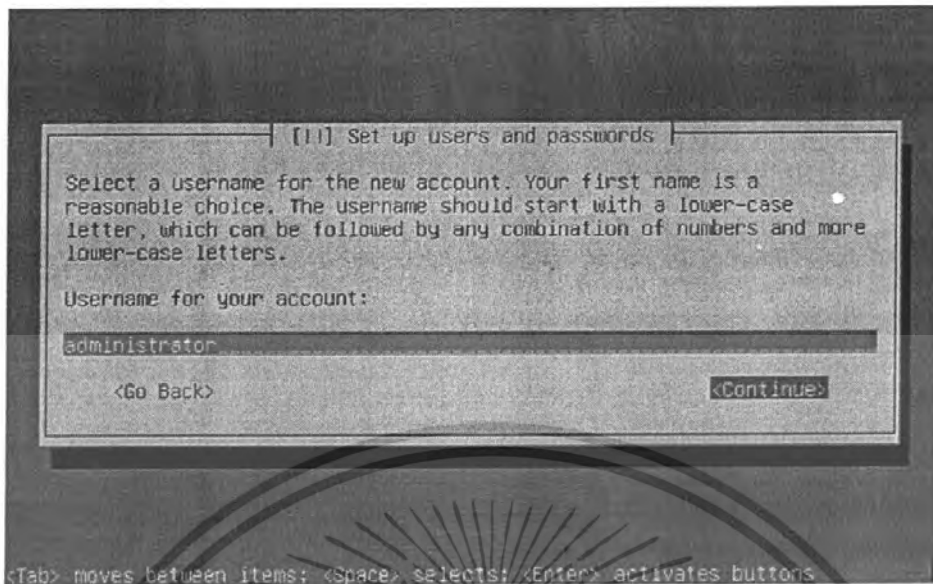 [!!] Set up users and passwords
Select a username for the new account. Your first name is a
reasonable choice. The username should start with a lower-case
letter, which can be followed by any combination of numbers and more
lower-case letters.
Username for your account:
administrator
<Go Back> <Continue>
<Tab> moves between items; <Space> selects; <Enter> activates buttons